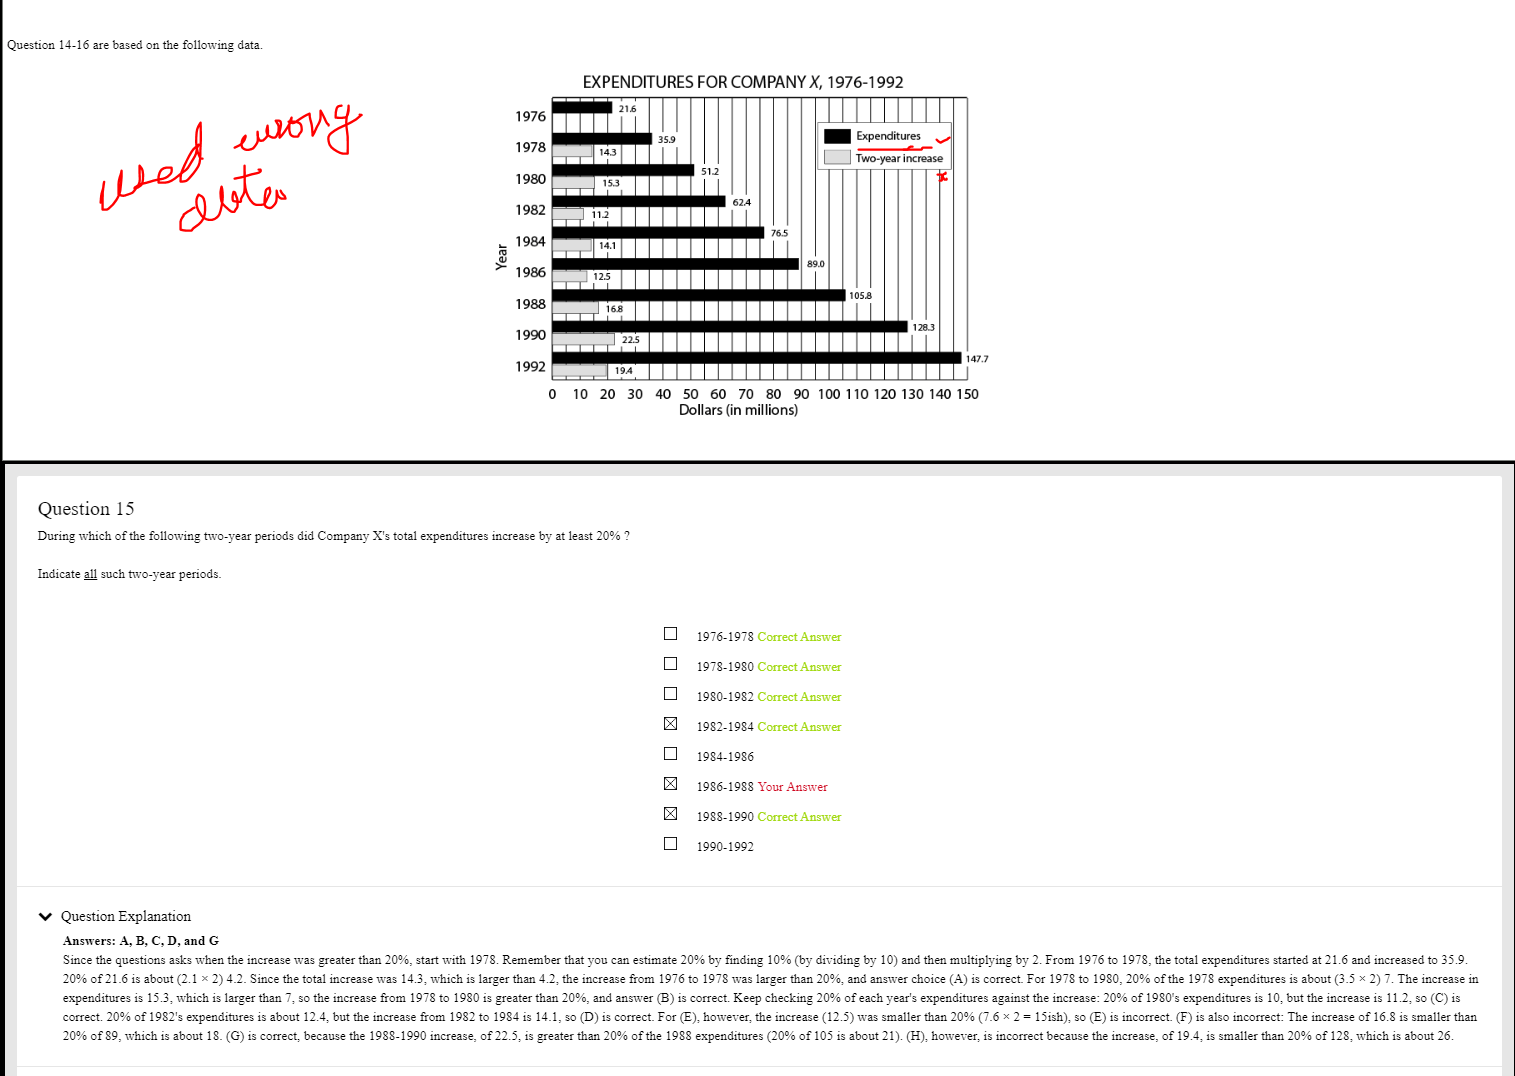 Question 14-16 are based on the following data.
used wrong
EXPENDITURES FOR COMPANY X, 1976-1992
Expenditures
Two-year increase
Year
1976
21.6
1978
35.9
14.3
1980
51.2
15.3
1982
62.4
11.2
1984
76.5
14.1
1986
89.0
12.5
1988
105.8
16.8
1990
128.3
22.5
1992
147.7
19.4
0 10 20 30 40 50 60 70 80 90 100 110 120 130 140 150
Dollars (in millions)
Question 15
During which of the following two-year periods did Company X's total expenditures increase by at least 20% ?
Indicate all such two-year periods.
1976-1978 Correct Answer
1978-1980 Correct Answer
1980-1982 Correct Answer
1982-1984 Correct Answer
1984-1986
1986-1988 Your Answer
1988-1990 Correct Answer
1990-1992
Question Explanation
Answers: A, B, C, D, and G
Since the questions asks when the increase was greater than 20%, start with 1978. Remember that you can estimate 20% by finding 10% (by dividing by 10) and then multiplying by 2. From 1976 to 1978, the total expenditures started at 21.6 and increased to 35.9.
20% of 21.6 is about (2.1 × 2) 4.2. Since the total increase was 14.3, which is larger than 4.2, the increase from 1976 to 1978 was larger than 20%, and answer choice (A) is correct. For 1978 to 1980, 20% of the 1978 expenditures is about (3.5 × 2) 7. The increase in
expenditures is 15.3, which is larger than 7, so the increase from 1978 to 1980 is greater than 20%, and answer (B) is correct. Keep checking 20% of each year's expenditures against the increase: 20% of 1980's expenditures is 10, but the increase is 11.2, so (C) is
correct. 20% of 1982's expenditures is about 12.4, but the increase from 1982 to 1984 is 14.1, so (D) is correct. For (E), however, the increase (12.5) was smaller than 20% (7.6 × 2 = 15ish), so (E) is incorrect. (F) is also incorrect: The increase of 16.8 is smaller than
20% of 89, which is about 18. (G) is correct, because the 1988-1990 increase, of 22.5, is greater than 20% of the 1988 expenditures (20% of 105 is about 21). (H), however, is incorrect because the increase, of 19.4, is smaller than 20% of 128, which is about 26.